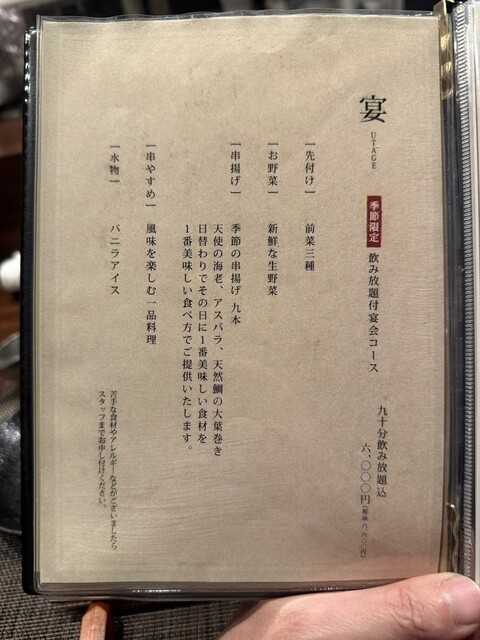 宴 UTAGE
季節限定 飲み放題付宴会コース
九十分飲み放題込
六、〇〇〇円
［先付け］ 前菜三種
［お野菜］ 新鮮な生野菜
［串揚げ］ 季節の串揚げ 九本
天使の海老、アスパラ、天然鯛の大葉巻き
日替わりでその日に1番美味しい食材を
1番美味しい食べ方でご提供いたします。
［串やすめ］ 風味を楽しむ一品料理
［水物］ バニラアイス
苦手な食材やアレルギーなどがございましたら
スタッフまでお申し付けください。